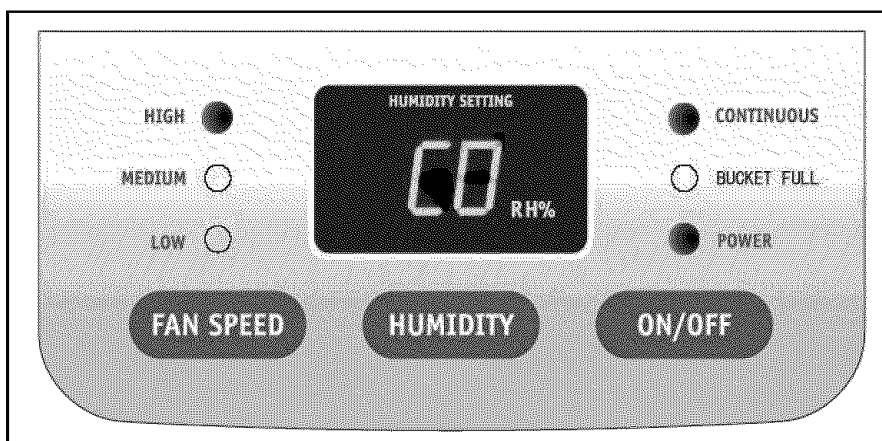 HUMIDITY SETTING
HIGH
CO
CONTINUOUS
MEDIUM
BUCKET FULL
RH%
LOW
POWER
FAN SPEED
HUMIDITY
ON/OFF